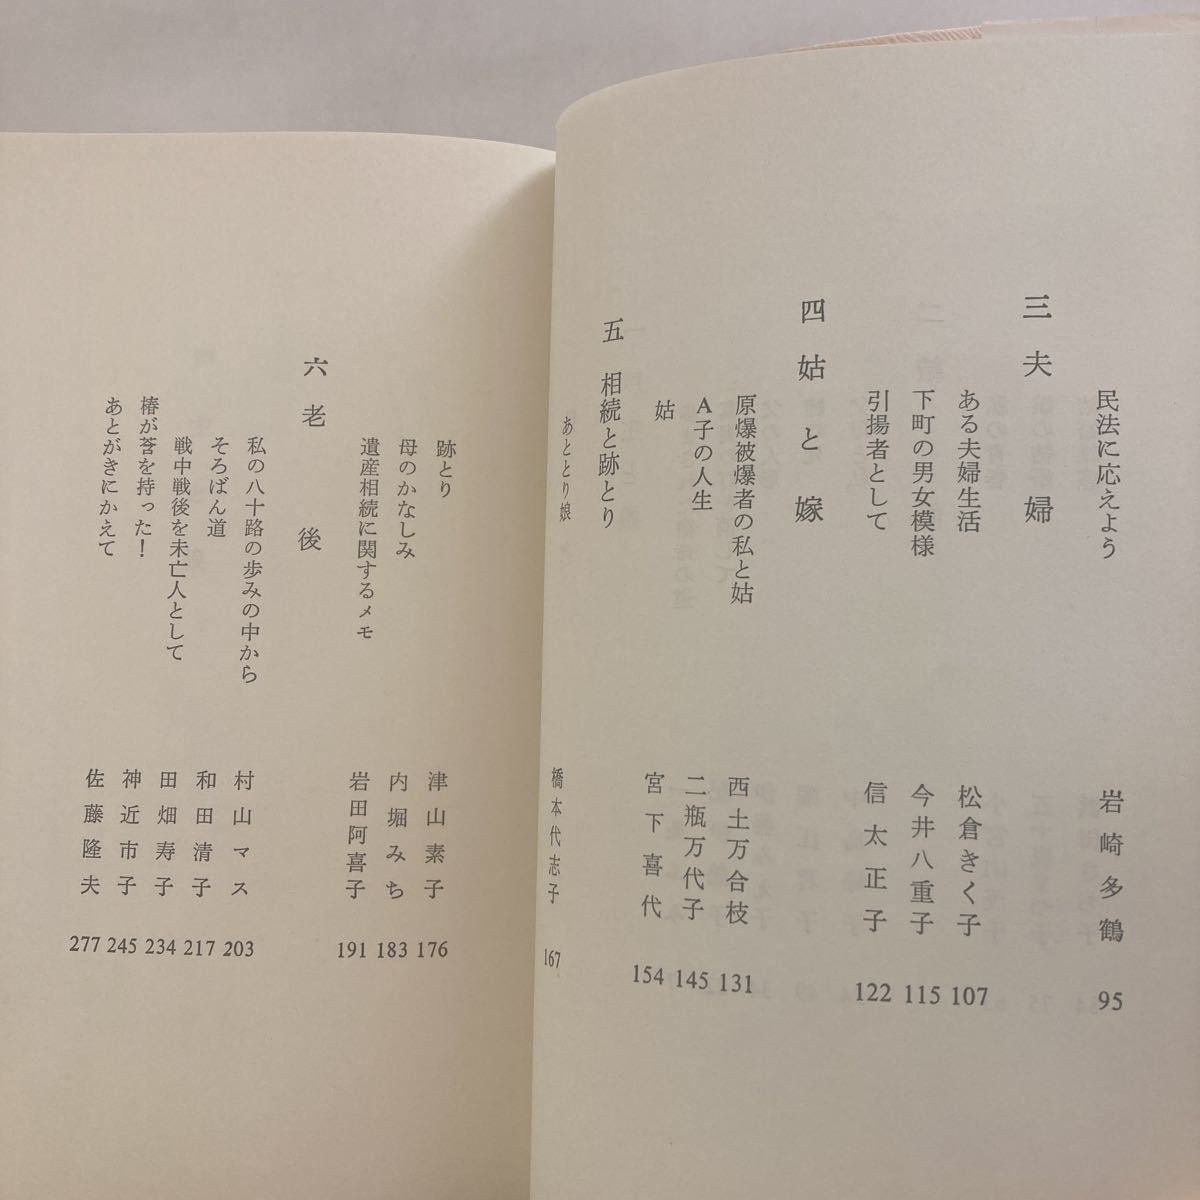 民法に応えよう 岩崎多鶴 95
三 夫婦
ある夫婦生活 松倉きく子 107
下町の男女模様 今井八重子 115
引揚者として 信太正子 122
四 姑と嫁
原爆被爆者の私と姑 西土万合枝 131
A子の人生 二瓶万代子 145
姑 宮下喜代 154
五 相続と跡とり
あととり娘 橋本代志子 167
跡とり 津山素子 176
母のかなしみ 内堀みち 183
遺産相続に関するメモ 岩田阿喜子 191
六 老後
私の八十路の歩みの中から 村山マス 203
そろばん道 和田清子 217
戦中戦後を未亡人として 田畑寿子 234
椿が莟を持った! 神近市子 245
あとがきにかえて 佐藤隆夫 277